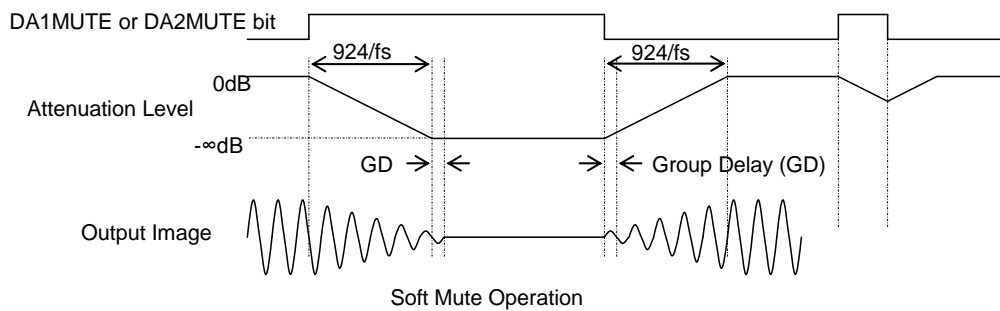 DA1MUTE or DA2MUTE bit
924/fs
924/fs
0dB
Attenuation Level
-∞dB
GD
Group Delay (GD)
Output Image
Soft Mute Operation